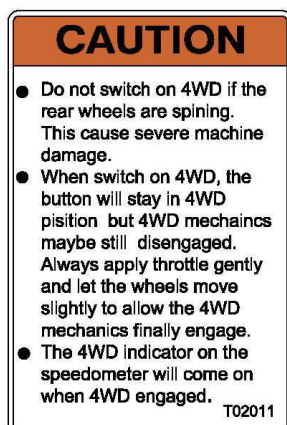 CAUTION
● Do not switch on 4WD if the
rear wheels are spining.
This cause severe machine
damage.
● When switch on 4WD, the
button will stay in 4WD
pisition but 4WD mechaincs
maybe still disengaged.
Always apply throttle gently
and let the wheels move
slightly to allow the 4WD
mechanics finally engage.
● The 4WD indicator on the
speedometer will come on
when 4WD engaged.
T02011